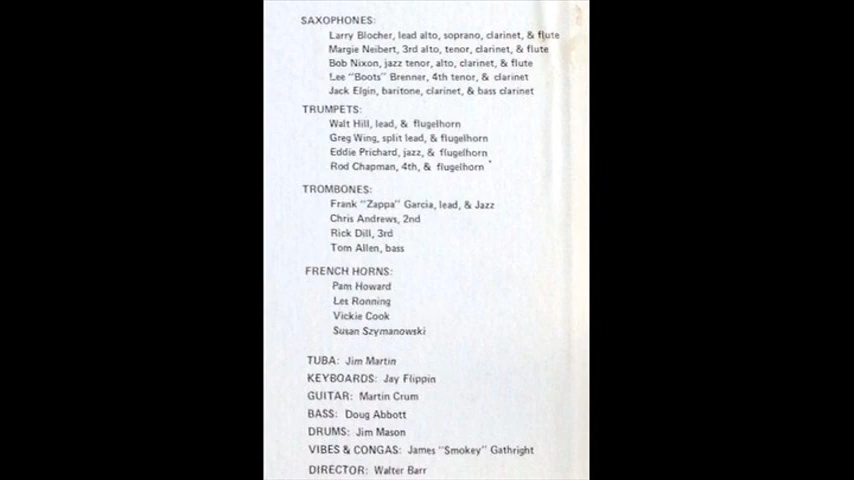 SAXOPHONES:
Larry Blocher, lead alto, soprano, clarinet, & flute
Margie Neibert, 3rd alto, tenor, clarinet, & flute
Bob Nixon, jazz tenor, alto, clarinet, & flute
Lee "Boots" Brenner, 4th tenor, & clarinet
Jack Elgin, baritone, clarinet, & bass clarinet
TRUMPETS:
Walt Hill, lead, & flugelhorn
Greg Wing, split lead, & flugelhorn
Eddie Prichard, jazz, & flugelhorn
Rod Chapman, 4th, & flugelhorn
TROMBONES:
Frank "Zappa" Garcia, lead, & Jazz
Chris Andrews, 2nd
Rick Dill, 3rd
Tom Allen, bass
FRENCH HORNS:
Pam Howard
Les Ronning
Vickie Cook
Susan Szymanowski
TUBA: Jim Martin
KEYBOARDS: Jay Flippin
GUITAR: Martin Crum
BASS: Doug Abbott
DRUMS: Jim Mason
VIBES & CONGAS: James "Smokey" Gathright
DIRECTOR: Walter Barr